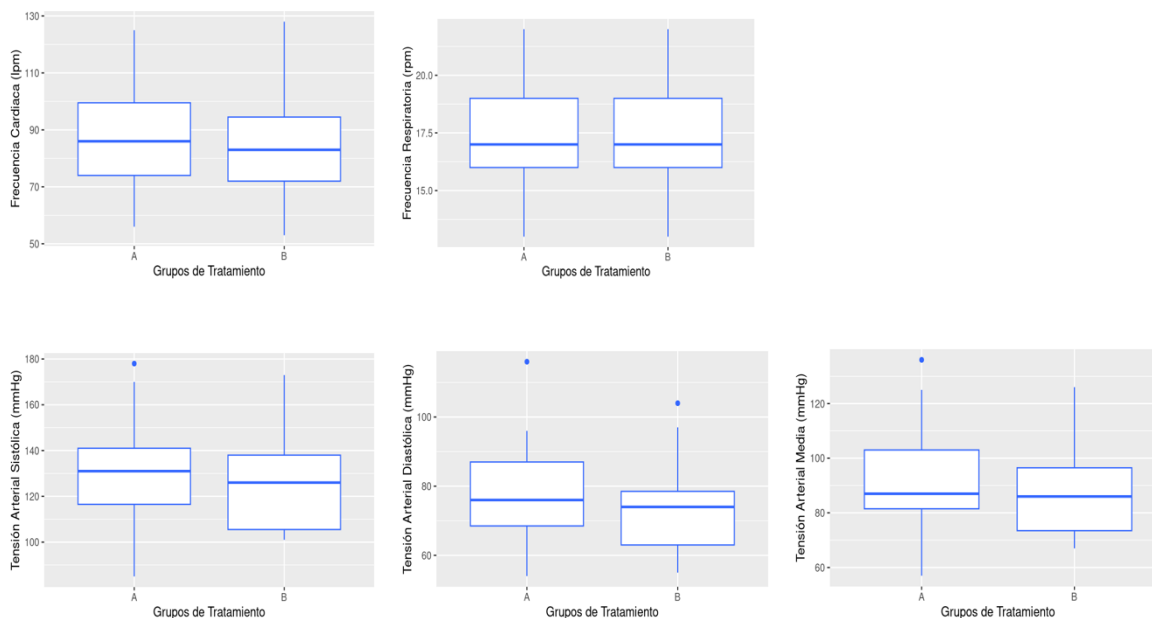 Frecuencia Cardiaca (lpm)
130
110
90
70
50
A
B
Grupos de Tratamiento
Frecuencia Respiratoria (rpm)
20.0
17.5
15.0
A
B
Grupos de Tratamiento
Tensión Arterial Sistólica (mmHg)
180
160
140
120
100
A
B
Grupos de Tratamiento
Tensión Arterial Diastólica (mmHg)
100
80
60
A
B
Grupos de Tratamiento
Tensión Arterial Media (mmHg)
120
100
80
60
A
B
Grupos de Tratamiento